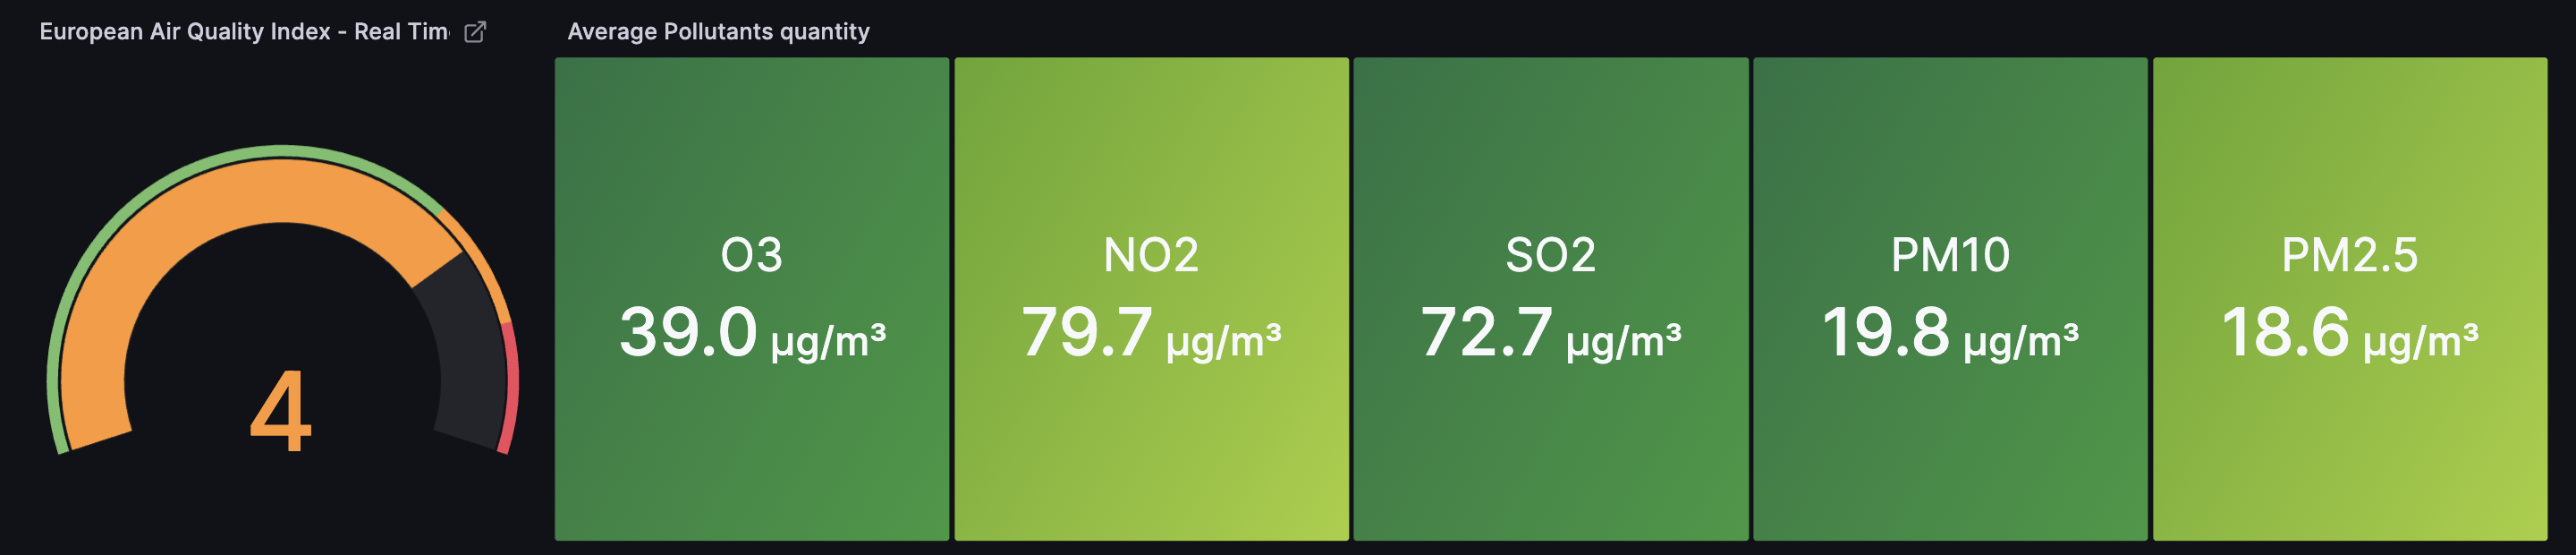 European Air Quality Index - Real Tim
Average Pollutants quantity
4
O3
39.0 µg/m³
NO2
79.7 µg/m³
SO2
72.7 µg/m³
PM10
19.8 µg/m³
PM2.5
18.6 µg/m³